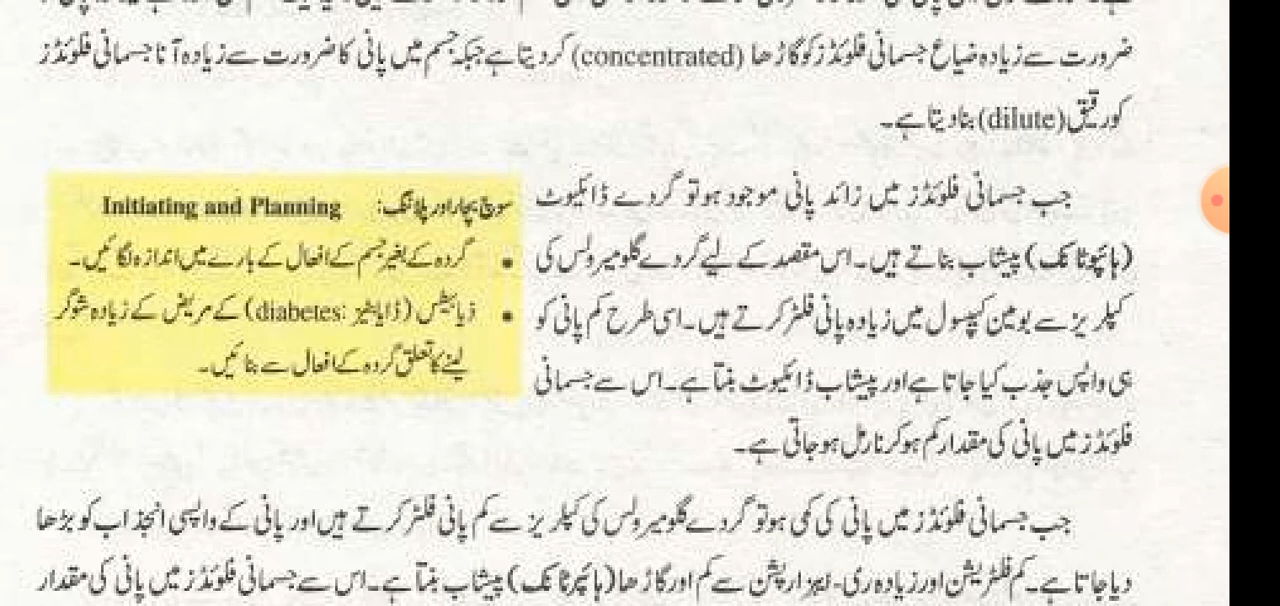 ضرورت سے زیادہ ضیاع جسمانی فلوئڈز کو گاڑھا (concentrated) کر دیتا ہے جبکہ جسم میں پانی کا ضرورت سے زیادہ آنا جسمانی فلوئڈز
کو رقیق (dilute) بنا دیتا ہے۔
جب جسمانی فلوئڈز میں زائد پانی موجود ہو تو گردے ڈائلیوٹ
(ہائپوٹانک) پیشاب بناتے ہیں۔ اس مقصد کے لیے گردے گلومیرولس کی
کیپلریز سے بومین کیپسول میں زیادہ پانی فلٹر کرتے ہیں۔ اسی طرح کم پانی کو
ہی واپس جذب کیا جاتا ہے اور پیشاب ڈائلیوٹ بنتا ہے۔ اس سے جسمانی
فلوئڈز میں پانی کی مقدار کم ہو کر نارمل ہو جاتی ہے۔
سوچ بچار اور پلاننگ: Initiating and Planning
• گردہ کے بغیر جسم کے افعال کے بارے میں اندازہ لگائیں۔
• ذیابیطس (ڈایابیٹیز: diabetes) کے مریض کے زیادہ شوگر
لینے کا تعلق گردہ کے افعال سے بتائیں۔
جب جسمانی فلوئڈز میں پانی کی کمی ہو تو گردے گلومیرولس کی کیپلریز سے کم پانی فلٹر کرتے ہیں اور پانی کے واپسی انجذاب کو بڑھا
دیا جاتا ہے۔ کم فلٹریشن اور زیادہ ری-ابیزارپشن سے کم اور گاڑھا (ہائپرٹانک) پیشاب بنتا ہے۔ اس سے جسمانی فلوئڈز میں پانی کی مقدار